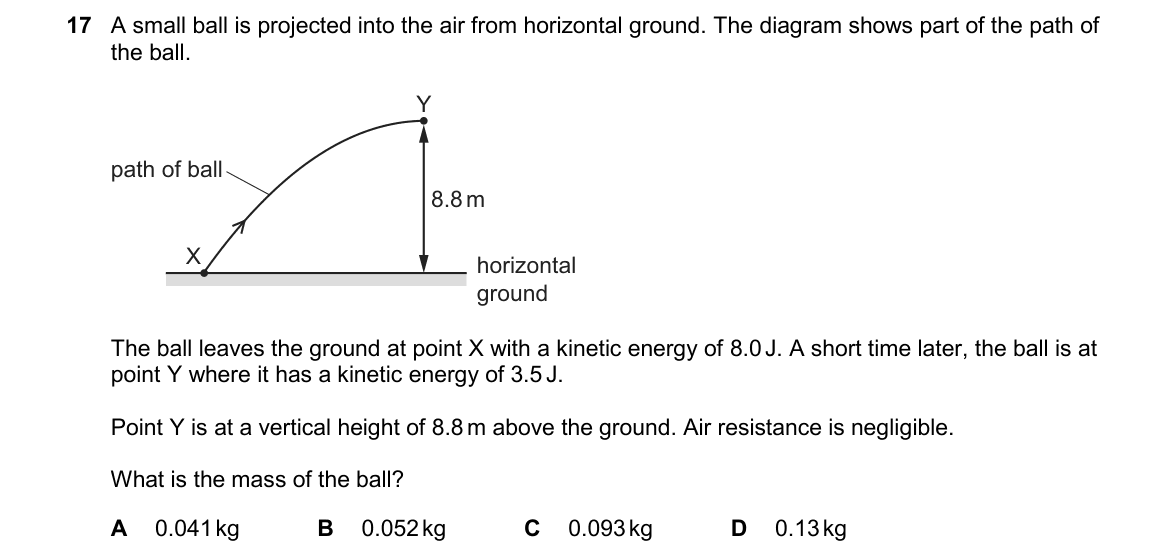 17 A small ball is projected into the air from horizontal ground. The diagram shows part of the path of
the ball.
Y
path of ball
8.8 m
X
horizontal
ground
The ball leaves the ground at point X with a kinetic energy of 8.0 J. A short time later, the ball is at
point Y where it has a kinetic energy of 3.5 J.
Point Y is at a vertical height of 8.8 m above the ground. Air resistance is negligible.
What is the mass of the ball?
A 0.041 kg B 0.052 kg C 0.093 kg D 0.13 kg